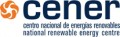 cener
centro nacional de energías renovables
national renewable energy centre